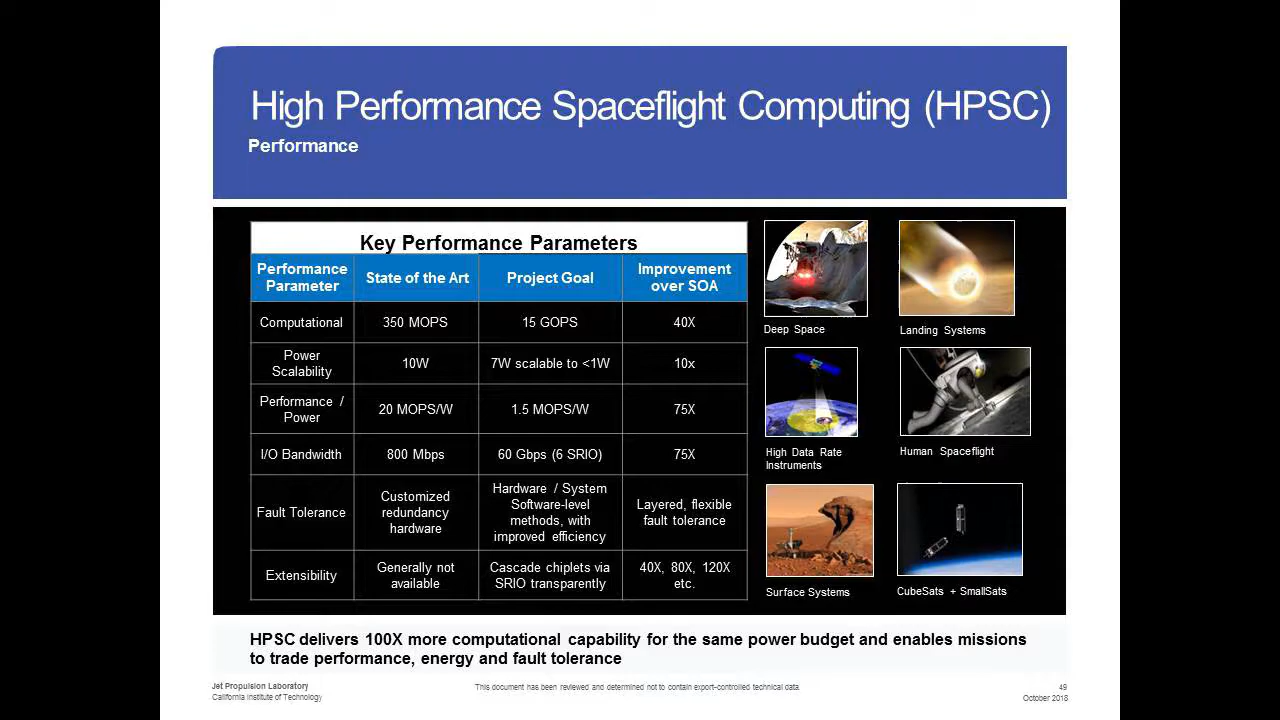 High Performance Spaceflight Computing (HPSC)
Performance
Key Performance Parameters
Performance Parameter State of the Art Project Goal Improvement over SOA
Computational 350 MOPS 15 GOPS 40X
Power Scalability 10W 7W scalable to <1W 10x
Performance / Power 20 MOPS/W 1.5 MOPS/W 75X
I/O Bandwidth 800 Mbps 60 Gbps (6 SRIO) 75X
Fault Tolerance Customized redundancy hardware Hardware / System Software-level methods, with improved efficiency Layered, flexible fault tolerance
Extensibility Generally not available Cascade chiplets via SRIO transparently 40X, 80X, 120X etc.
Deep Space
Landing Systems
High Data Rate
Instruments
Human Spaceflight
Surface Systems
CubeSats + SmallSats
HPSC delivers 100X more computational capability for the same power budget and enables missions
to trade performance, energy and fault tolerance
Jet Propulsion Laboratory
California Institute of Technology
This document has been reviewed and determined not to contain export-controlled technical data
49
October 2018